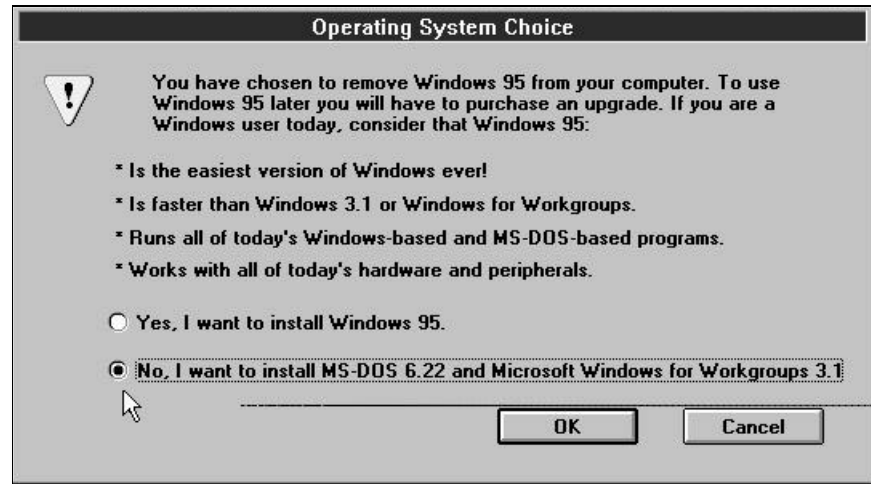 Operating System Choice
You have chosen to remove Windows 95 from your computer. To use
Windows 95 later you will have to purchase an upgrade. If you are a
Windows user today, consider that Windows 95:
* Is the easiest version of Windows ever!
* Is faster than Windows 3.1 or Windows for Workgroups.
* Runs all of today's Windows-based and MS-DOS-based programs.
* Works with all of today's hardware and peripherals.
Yes, I want to install Windows 95.
No, I want to install MS-DOS 6.22 and Microsoft Windows for Workgroups 3.1
OK
Cancel